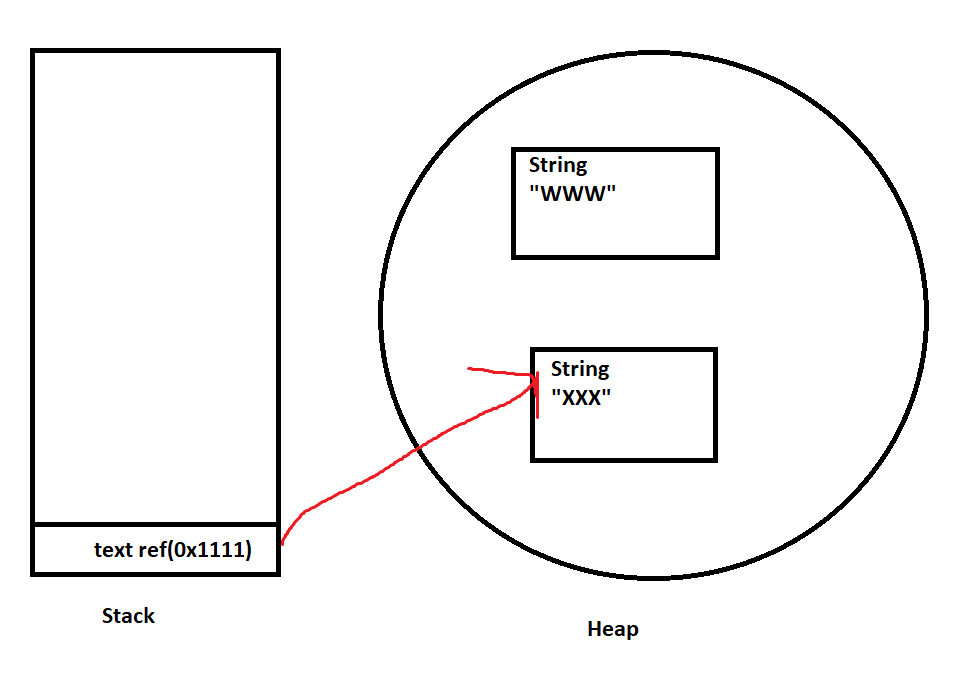 String
"WWW"
String
"XXX"
text ref(0x1111)
Stack
Heap